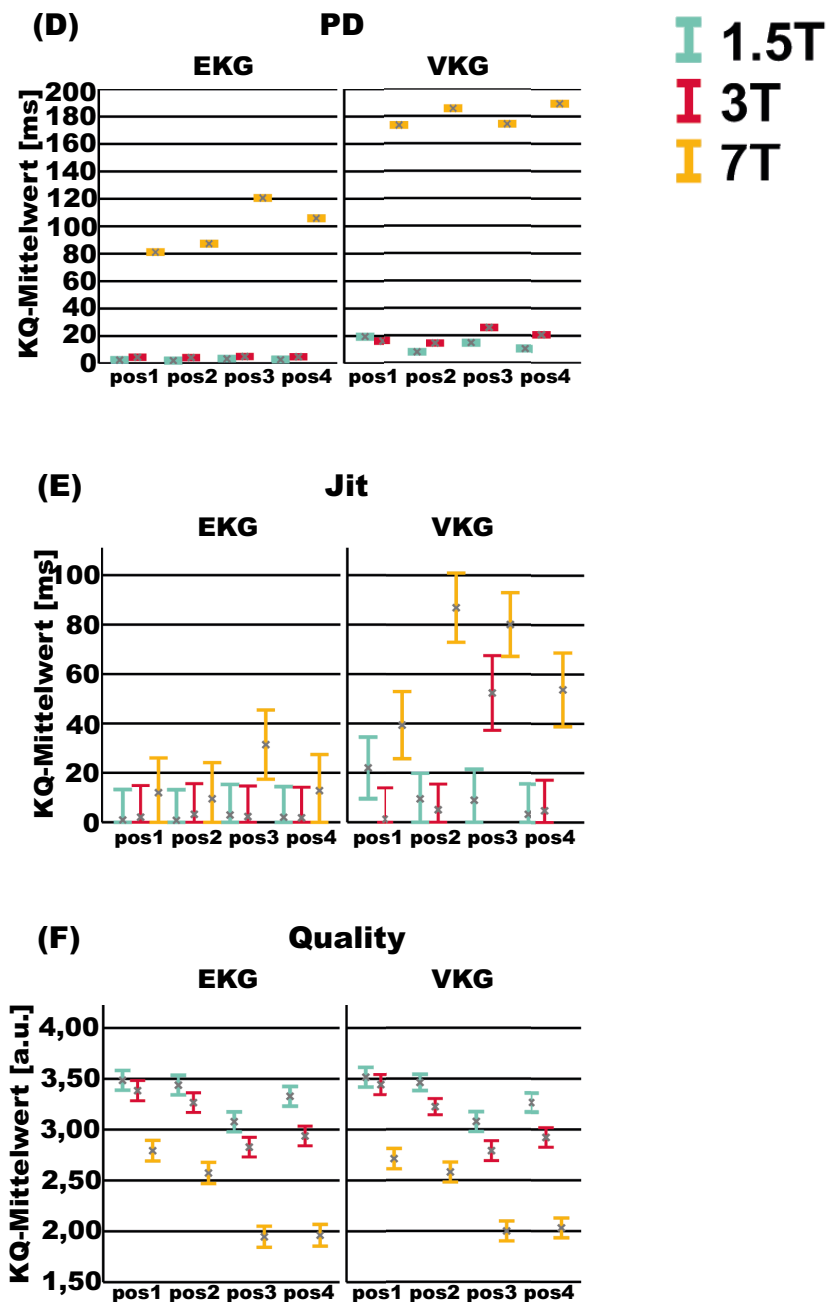 (D) PD
EKG VKG
KQ-Mittelwert [ms]
200
180
160
140
120
100
80
60
40
20
0
pos1 pos2 pos3 pos4 pos1 pos2 pos3 pos4
1.5T
3T
7T
(E) Jit
EKG VKG
KQ-Mittelwert [ms]
100
80
60
40
20
0
pos1 pos2 pos3 pos4 pos1 pos2 pos3 pos4
(F) Quality
EKG VKG
KQ-Mittelwert [a.u.]
4,00
3,50
3,00
2,50
2,00
1,50
pos1 pos2 pos3 pos4 pos1 pos2 pos3 pos4